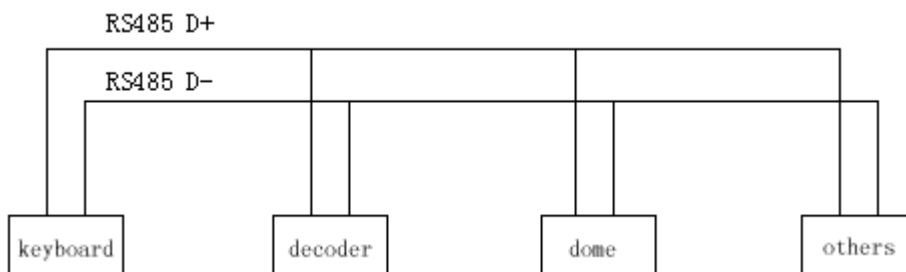 RS485 D+
RS485 D-
keyboard
decoder
dome
others